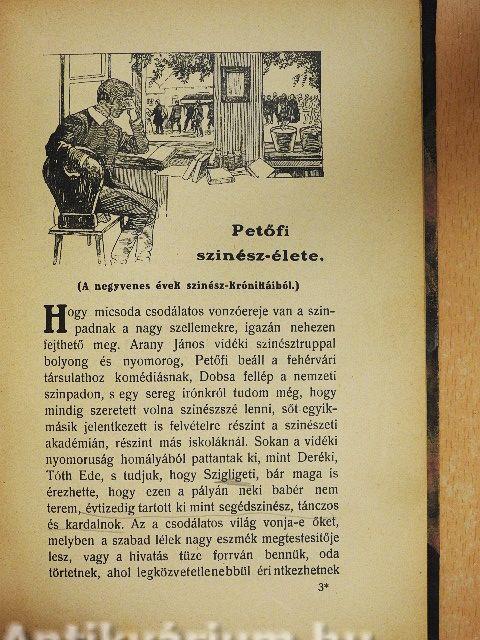 Petőfi
szinész-élete.
(A negyvenes évek szinész-krónikáiból.)
Hogy micsoda csodálatos vonzóereje van a szin-
padnak a nagy szellemekre, igazán nehezen
fejthető meg. Arany János vidéki szinésztruppal
bolyong és nyomorog, Petőfi beáll a fehérvári
társulathoz komédiásnak, Dobsa fellép a nemzeti
szinpadon, s egy sereg irónkról tudom még, hogy
mindig szeretett volna szinészszé lenni, sőt egyik-
másik jelentkezett is felvételre részint a szinészeti
akadémián, részint más iskoláknál. Sokan a vidéki
nyomoruság homályából pattantak ki, mint Deréki,
Tóth Ede, s tudjuk, hogy Szigligeti, bár maga is
érezhette, hogy ezen a pályán neki babér nem
terem, évtizedig tartott ki mint segédszinész, tánczos
és kardalnok. Az a csodálatos világ vonja-e őket,
melyben a szabad lélek nagy eszmék megtestesitője
lesz, vagy a hivatás tüze forrván bennük, oda
törtetnek, ahol legközvetetlenebbül érintkezhetnek
3*
Antikvárium.hu